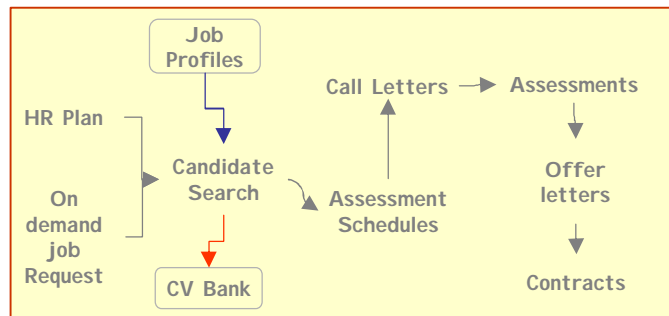 Job
Profiles
HR Plan
On
demand
job
Request
Candidate
Search
CV Bank
Assessment
Schedules
Call Letters
Assessments
Offer
letters
Contracts